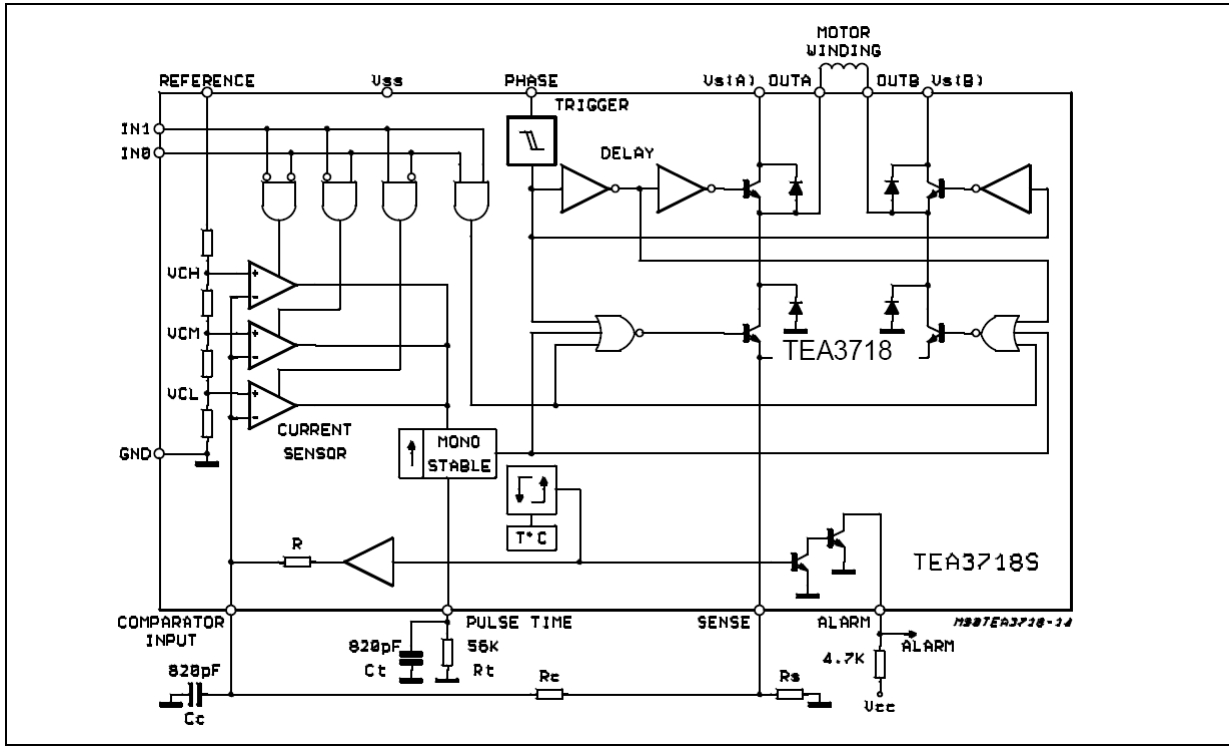 MOTOR
WINDING
REFERENCE
Vss
PHASE
Vs(A)
OUTA
OUTB
Vs(B)
TRIGGER
IN1
IN0
DELAY
VCH
VCM
TEA3718
VCL
CURRENT
SENSOR
GND
MONO
STABLE
T°C
R
TEA3718S
COMPARATOR
INPUT
PULSE TIME
SENSE
ALARM
M90TEA3718-14
820pF
Ct
56K
Rt
ALARM
4.7K
820pF
Cc
Rc
Rs
Vcc
+
-
+
-
+
-